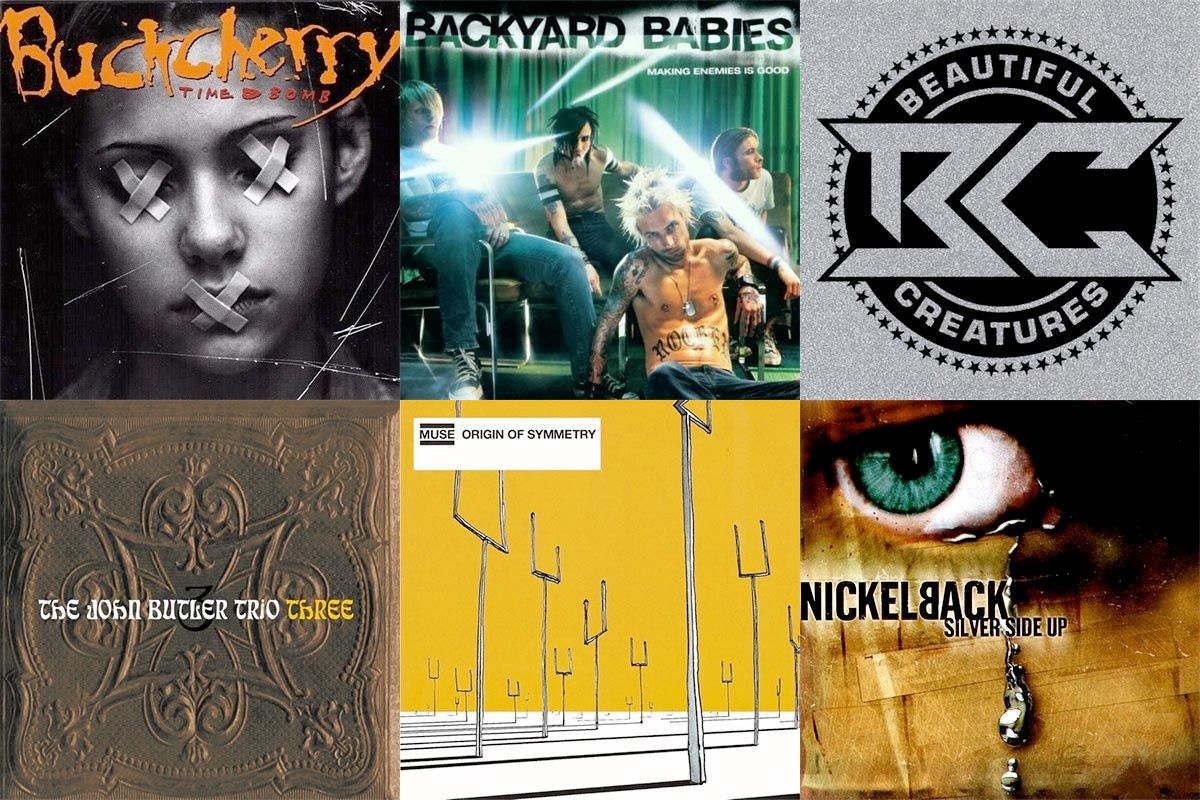 Buckcherry
TIME BOMB
BACKYARD BABIES
MAKING ENEMIES IS GOOD
ROCKER
BEAUTIFUL
BC
CREATURES
3
THE JOHN BUTLER TRIO THREE
MUSE ORIGIN OF SYMMETRY
NICKELBACK
SILVER SIDE UP